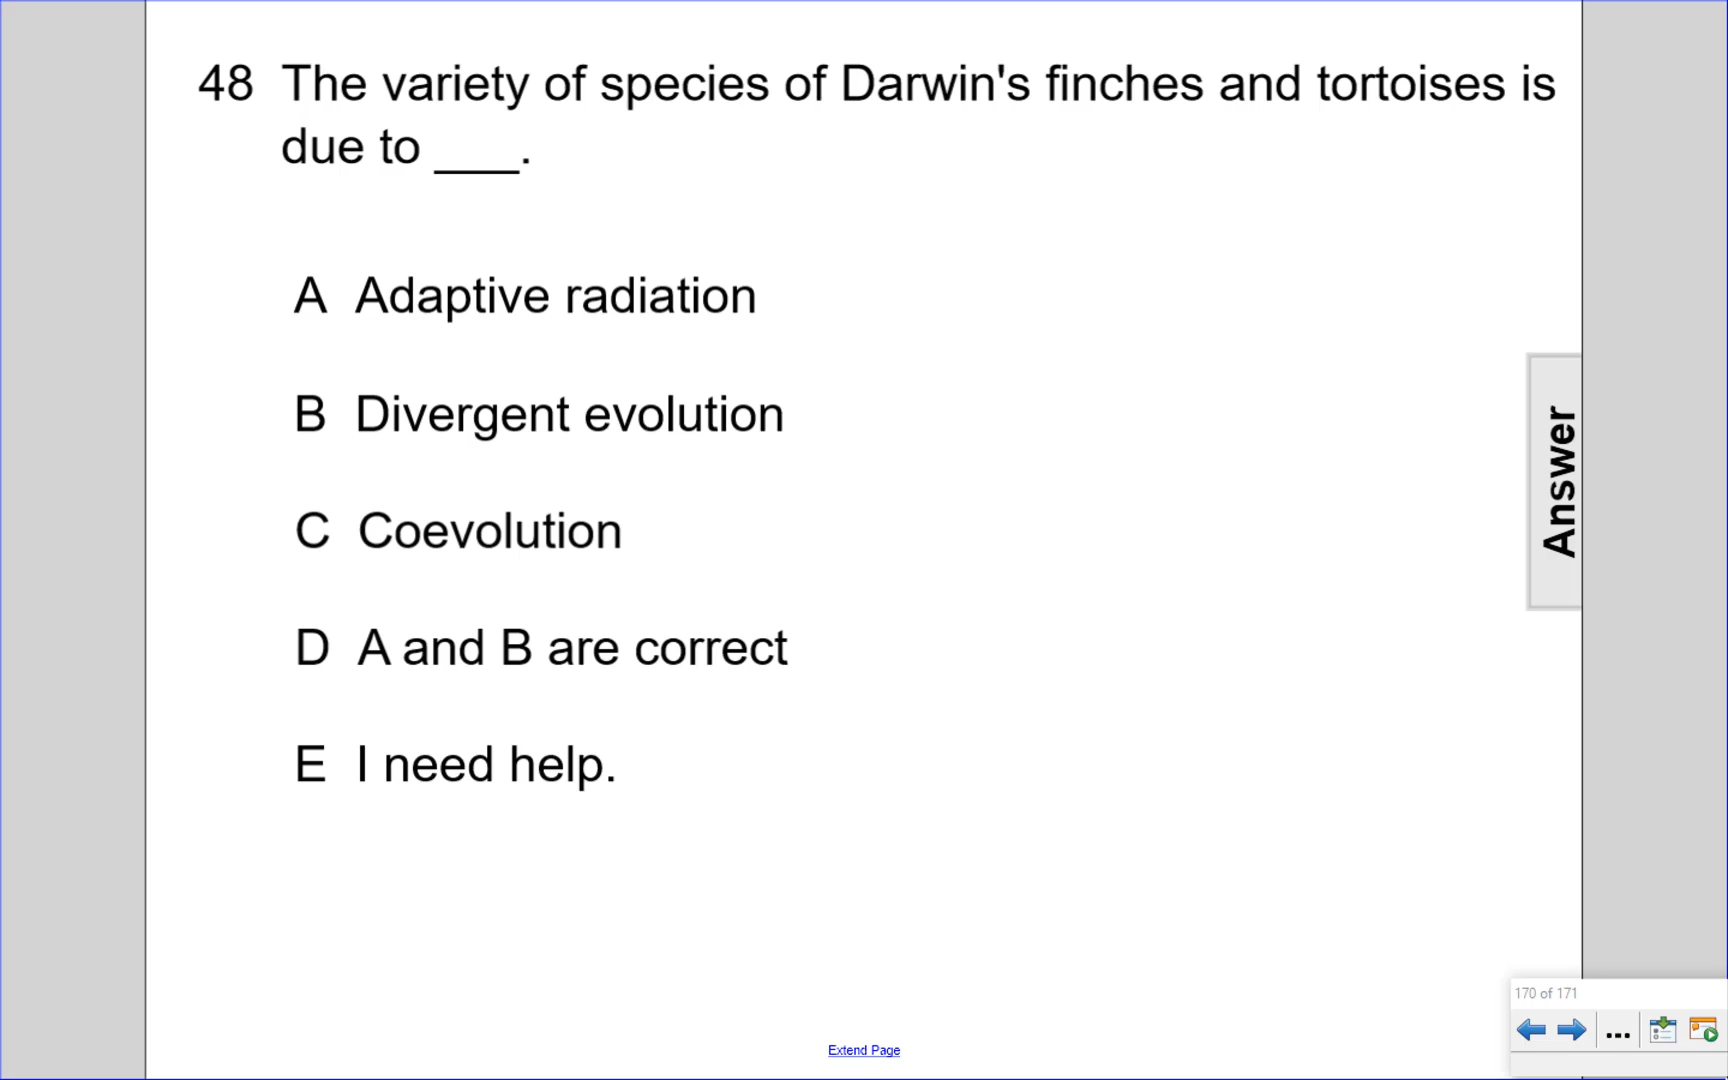 48 The variety of species of Darwin's finches and tortoises is
due to ___.
A Adaptive radiation
B Divergent evolution
C Coevolution
D A and B are correct
E I need help.
Answer
170 of 171
Extend Page